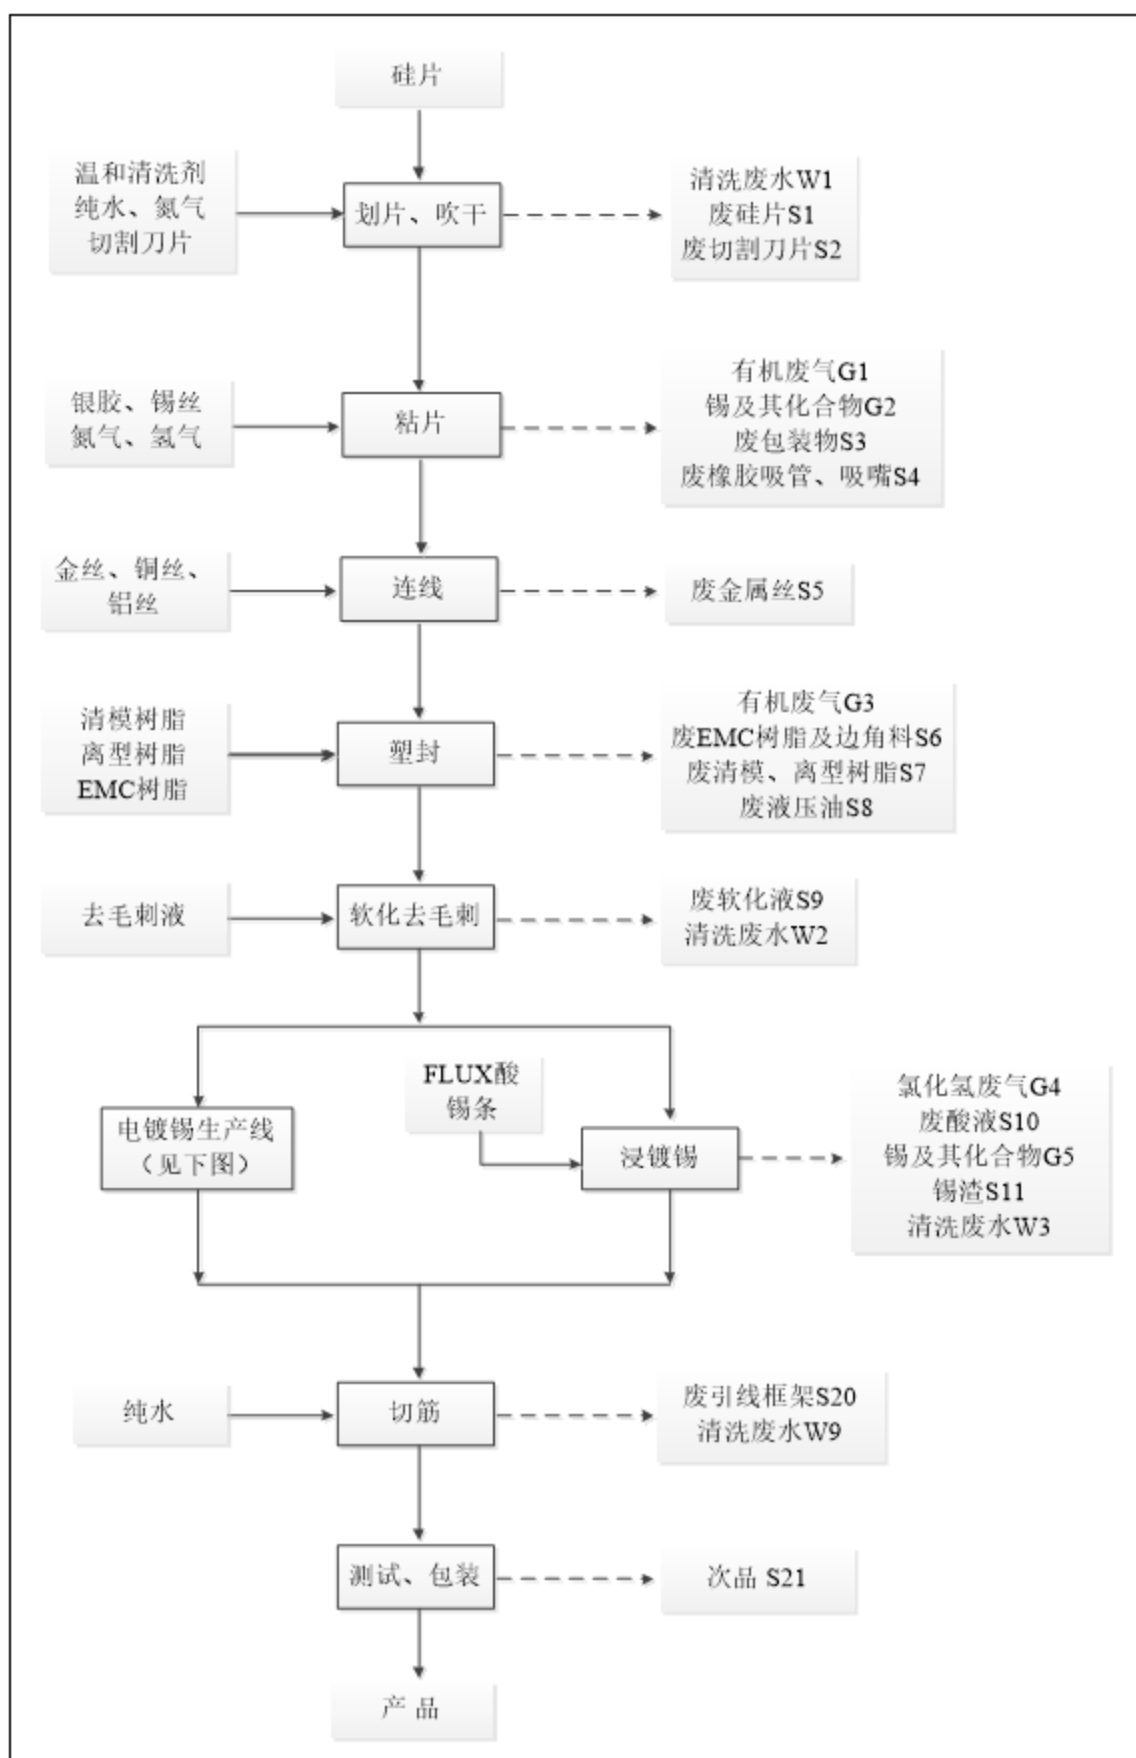 硅片
温和清洗剂
纯水、氮气
切割刀片
划片、吹干
清洗废水W1
废硅片S1
废切割刀片S2
银胶、锡丝
氮气、氢气
粘片
有机废气G1
锡及其化合物G2
废包装物S3
废橡胶吸管、吸嘴S4
金丝、铜丝、
铝丝
连线
废金属丝S5
清模树脂
离型树脂
EMC树脂
塑封
有机废气G3
废EMC树脂及边角料S6
废清模、离型树脂S7
废液压油S8
去毛刺液
软化去毛刺
废软化液S9
清洗废水W2
电镀锡生产线
（见下图）
FLUX酸
锡条
浸镀锡
氯化氢废气G4
废酸液S10
锡及其化合物G5
锡渣S11
清洗废水W3
纯水
切筋
废引线框架S20
清洗废水W9
测试、包装
次品 S21
产 品